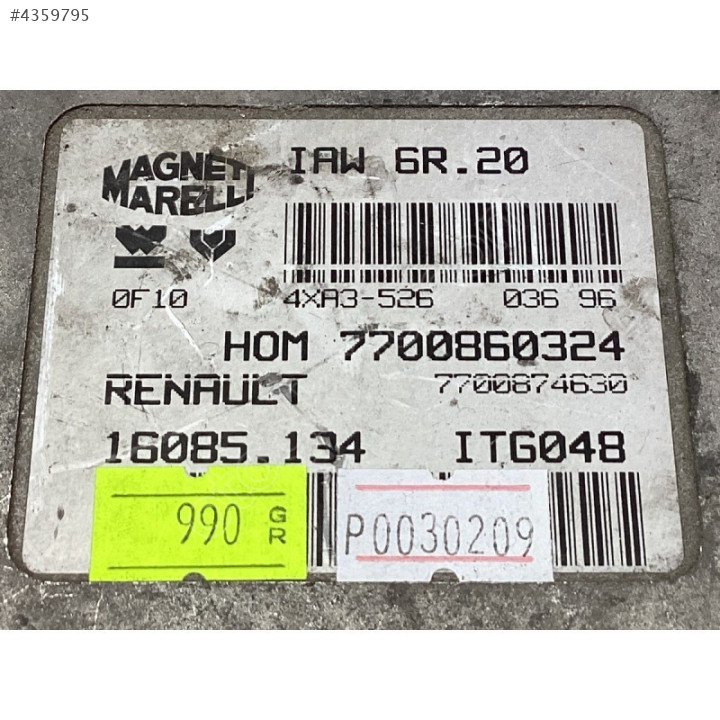 #4359795
MAGNETI MARELLI
IAW 6R.20
0F10 4XA3-526 036 96
HOM 7700860324
RENAULT 7700874630
16085.134 ITG048
990 GR
P0030209